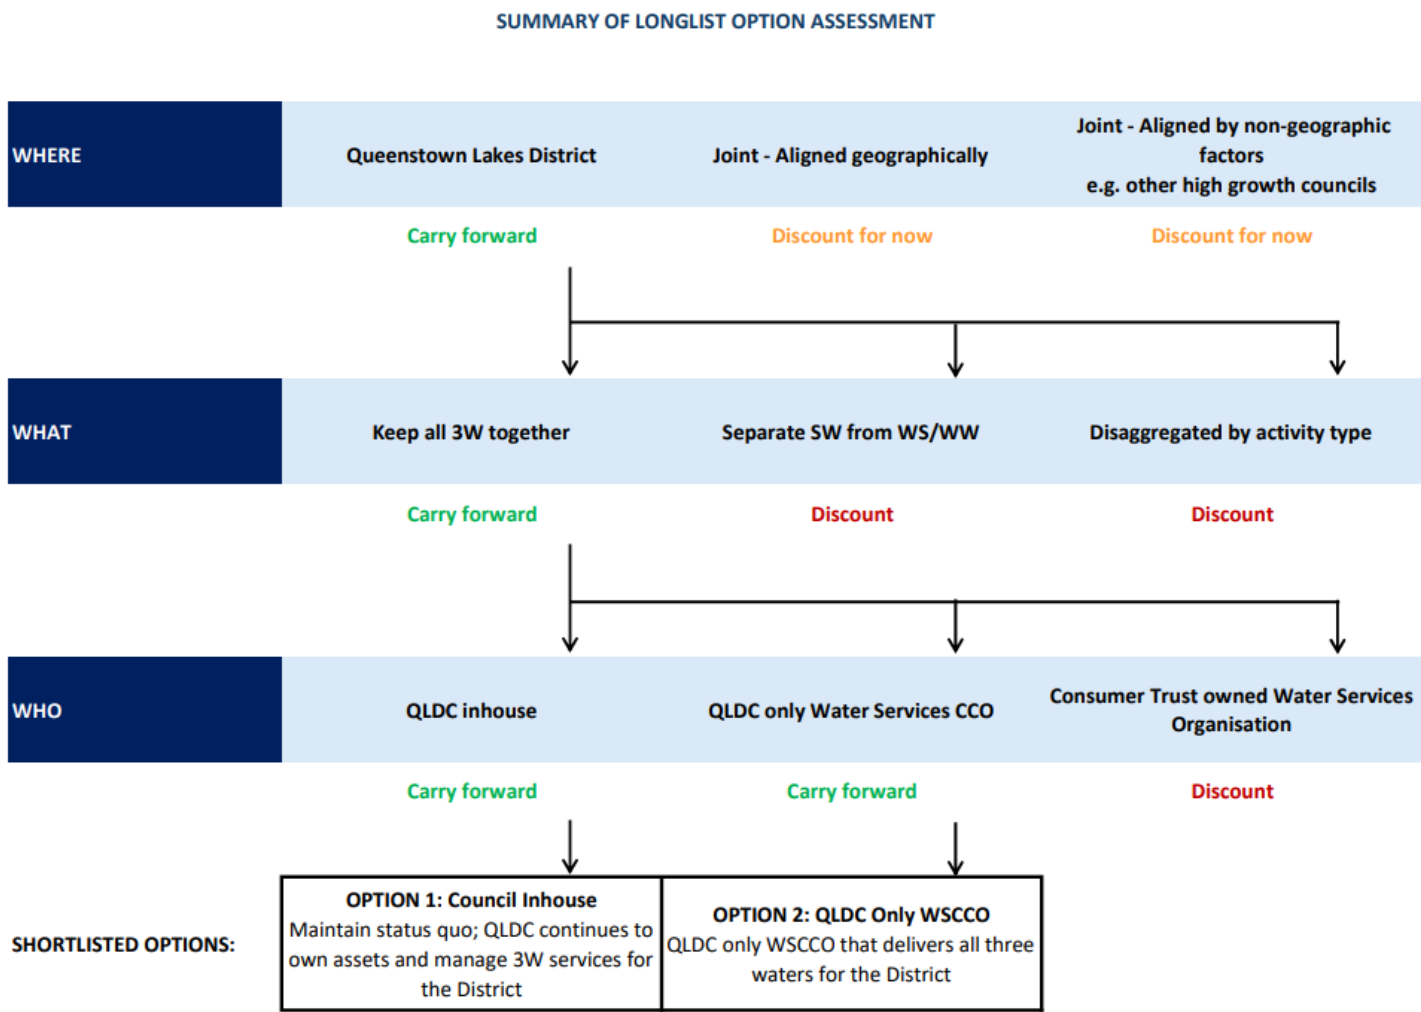 SUMMARY OF LONGLIST OPTION ASSESSMENT
WHERE
Queenstown Lakes District
Joint - Aligned geographically
Joint - Aligned by non-geographic
factors
e.g. other high growth councils
Carry forward
Discount for now
Discount for now
WHAT
Keep all 3W together
Separate SW from WS/WW
Disaggregated by activity type
Carry forward
Discount
Discount
WHO
QLDC inhouse
QLDC only Water Services CCO
Consumer Trust owned Water Services
Organisation
Carry forward
Carry forward
Discount
SHORTLISTED OPTIONS:
OPTION 1: Council Inhouse
Maintain status quo; QLDC continues to
own assets and manage 3W services for
the District
OPTION 2: QLDC Only WSCCO
QLDC only WSCCO that delivers all three
waters for the District